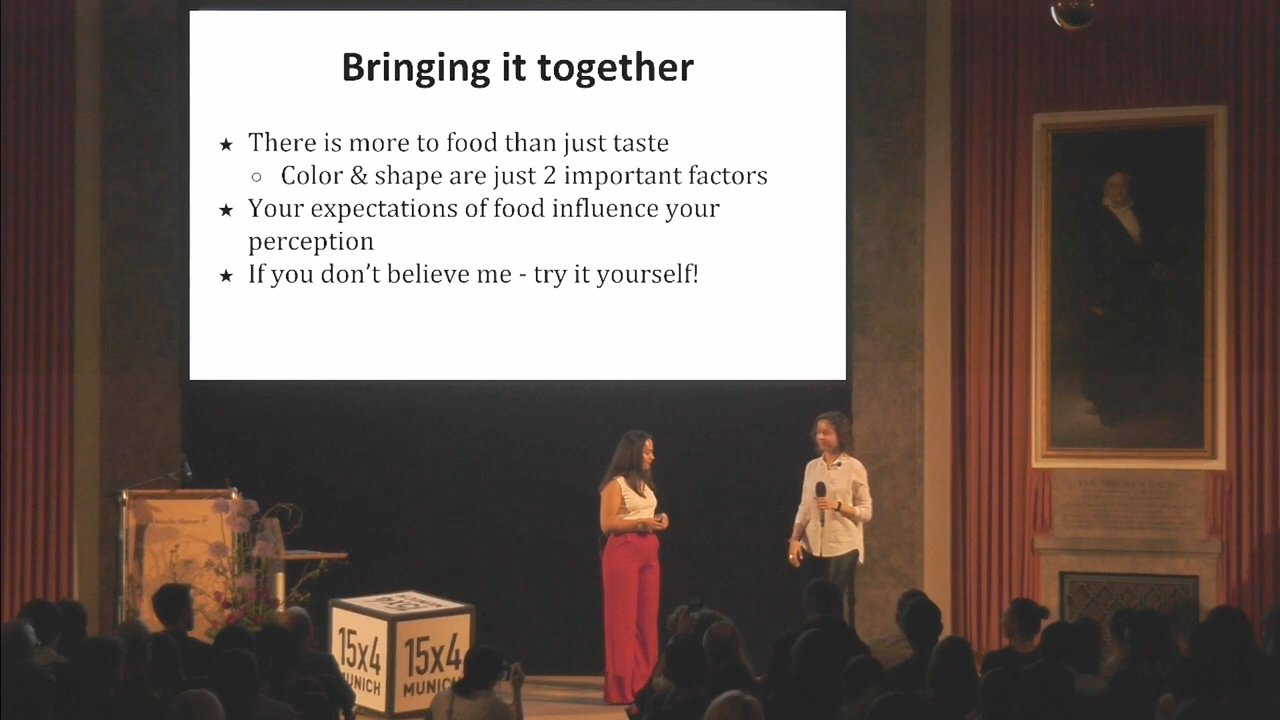 Bringing it together
★ There is more to food than just taste
○ Color & shape are just 2 important factors
★ Your expectations of food influence your
perception
★ If you don't believe me - try it yourself!
15x4
MUNICH
15x4
MUNICH